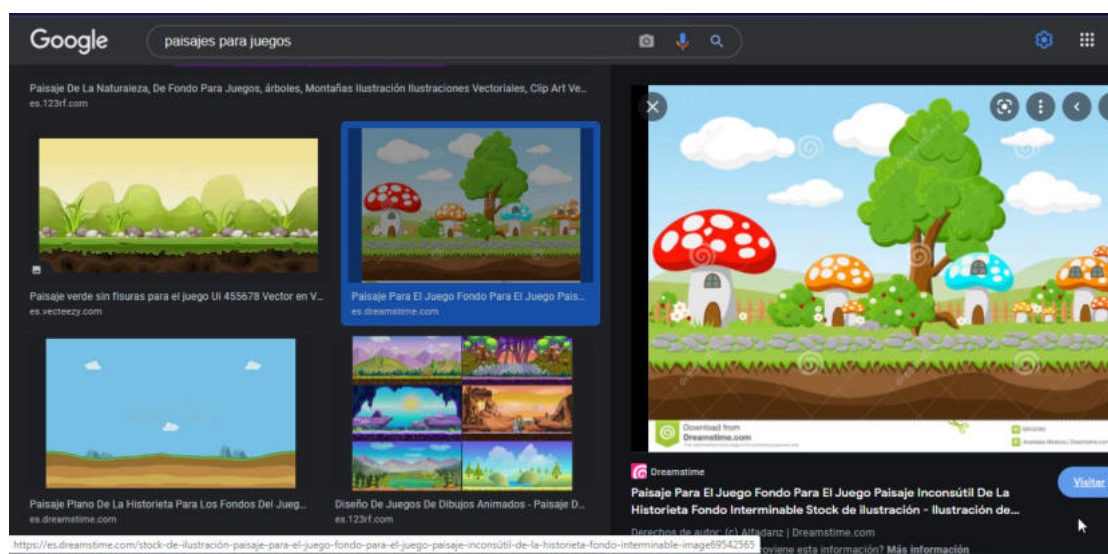 Google
paisajes para juegos
Paisaje De La Naturaleza, De Fondo Para Juegos, árboles, Montañas Ilustración Ilustraciones Vectoriales, Clip Art Ve...
es.123rf.com
Paisaje verde sin fisuras para el juego Ui 455678 Vector en V...
es.vecteezy.com
Paisaje Para El Juego Fondo Para El Juego Pais...
es.dreamstime.com
Paisaje Plano De La Historieta Para Los Fondos Del Jueg...
es.dreamstime.com
Diseño De Juegos De Dibujos Animados - Paisaje D...
es.123rf.com
Download from
Dreamstime.com
Dreamstime
Paisaje Para El Juego Fondo Para El Juego Paisaje Inconsútil De La
Historieta Fondo Interminable Stock de ilustración - Ilustración de...
Visitar
Derechos de autor: (c) Alfadanz | Dreamstime.com
roviene esta información? Más información
https://es.dreamstime.com/stock-de-ilustración-paisaje-para-el-juego-fondo-para-el-juego-paisaje-inconsútil-de-la-historieta-fondo-interminable-image69542565